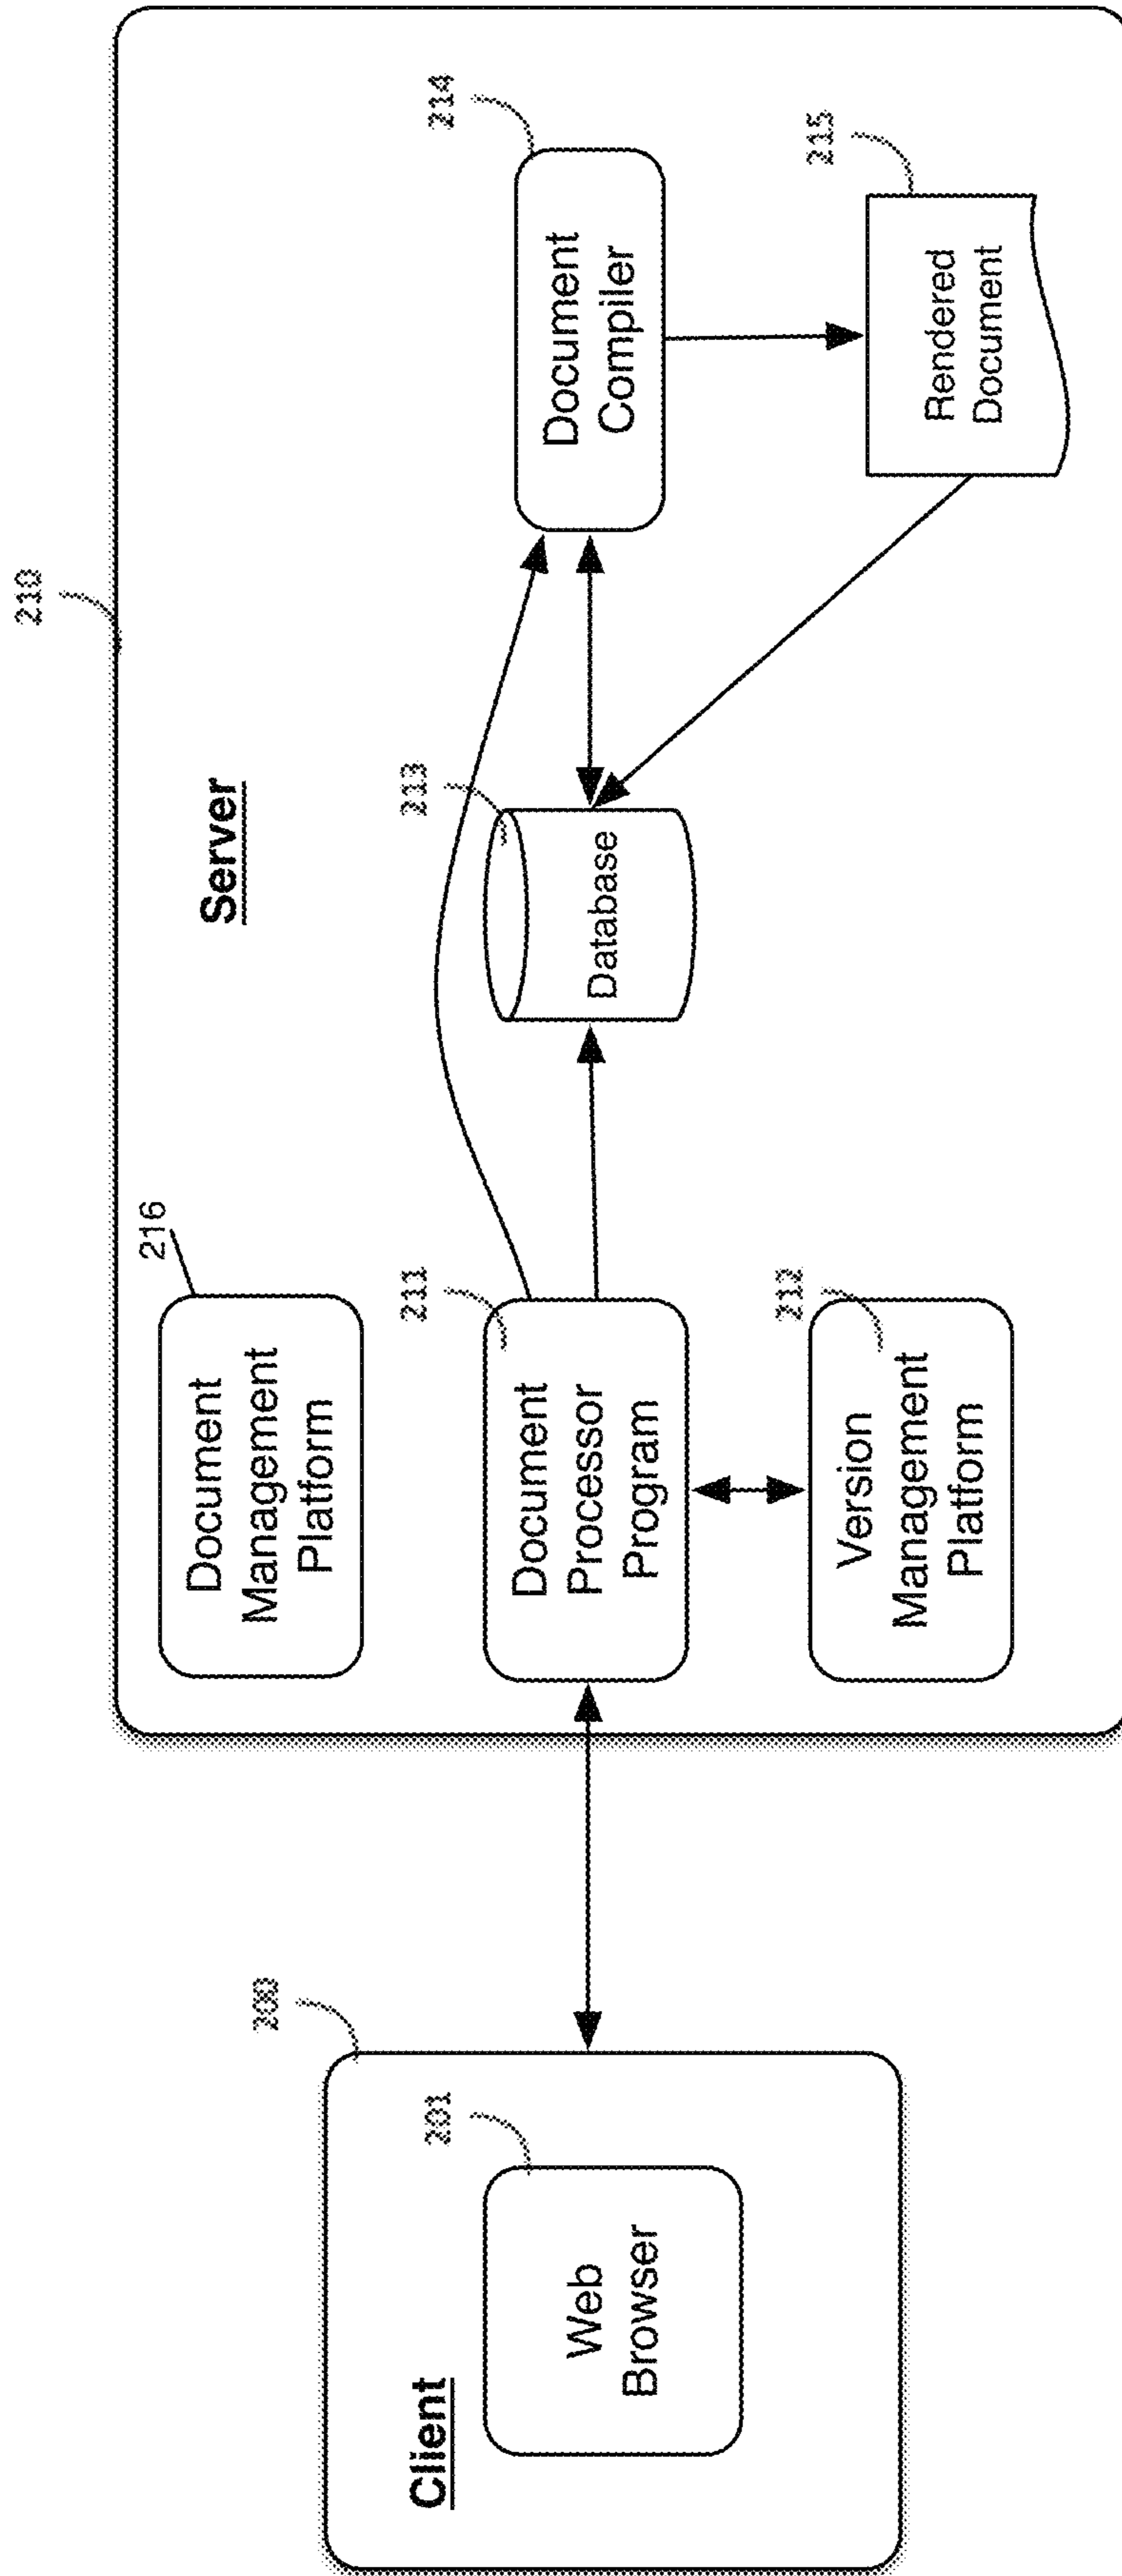 210
Server
200
Client
201
Web
Browser
216
Document
Management
Platform
211
Document
Processor
Program
212
Version
Management
Platform
213
Database
214
Document
Compiler
215
Rendered
Document